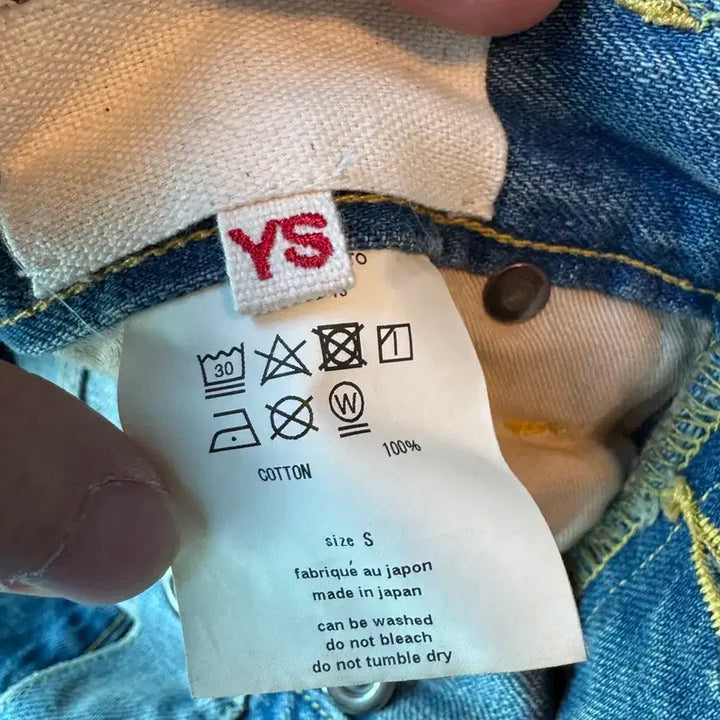 YS
30
W
COTTON 100%
size S
fabriqué au japon
made in japan
can be washed
do not bleach
do not tumble dry